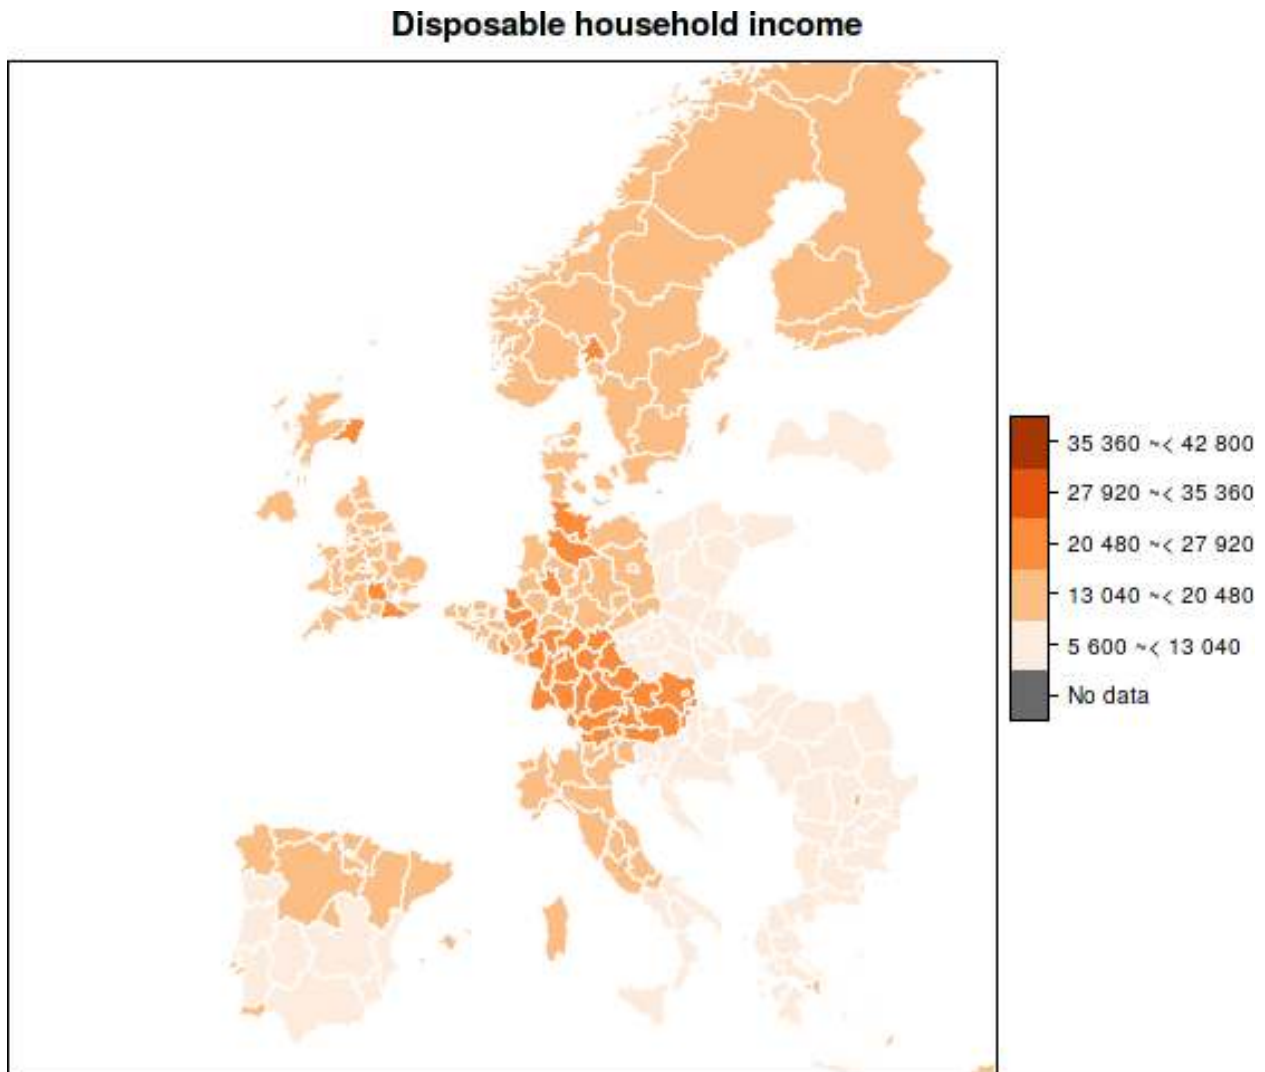 Disposable household income
35 360 ~< 42 800
27 920 ~< 35 360
20 480 ~< 27 920
13 040 ~< 20 480
5 600 ~< 13 040
No data